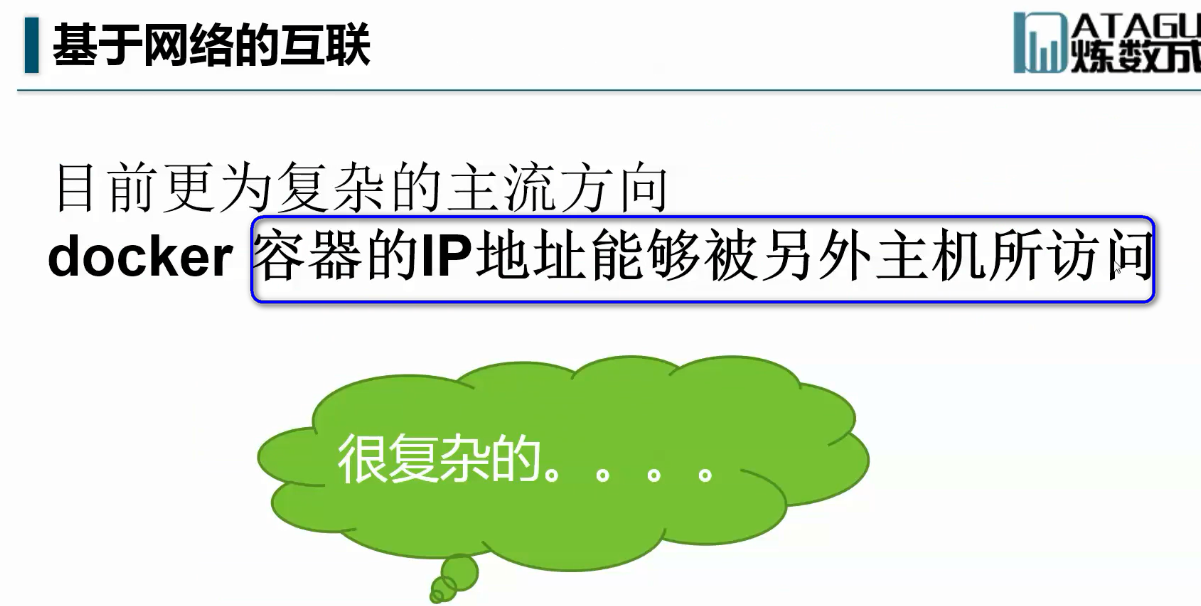 基于网络的互联
ATAGU
炼数成
目前更为复杂的主流方向
docker 容器的IP地址能够被另外主机所访问
很复杂的。。。。